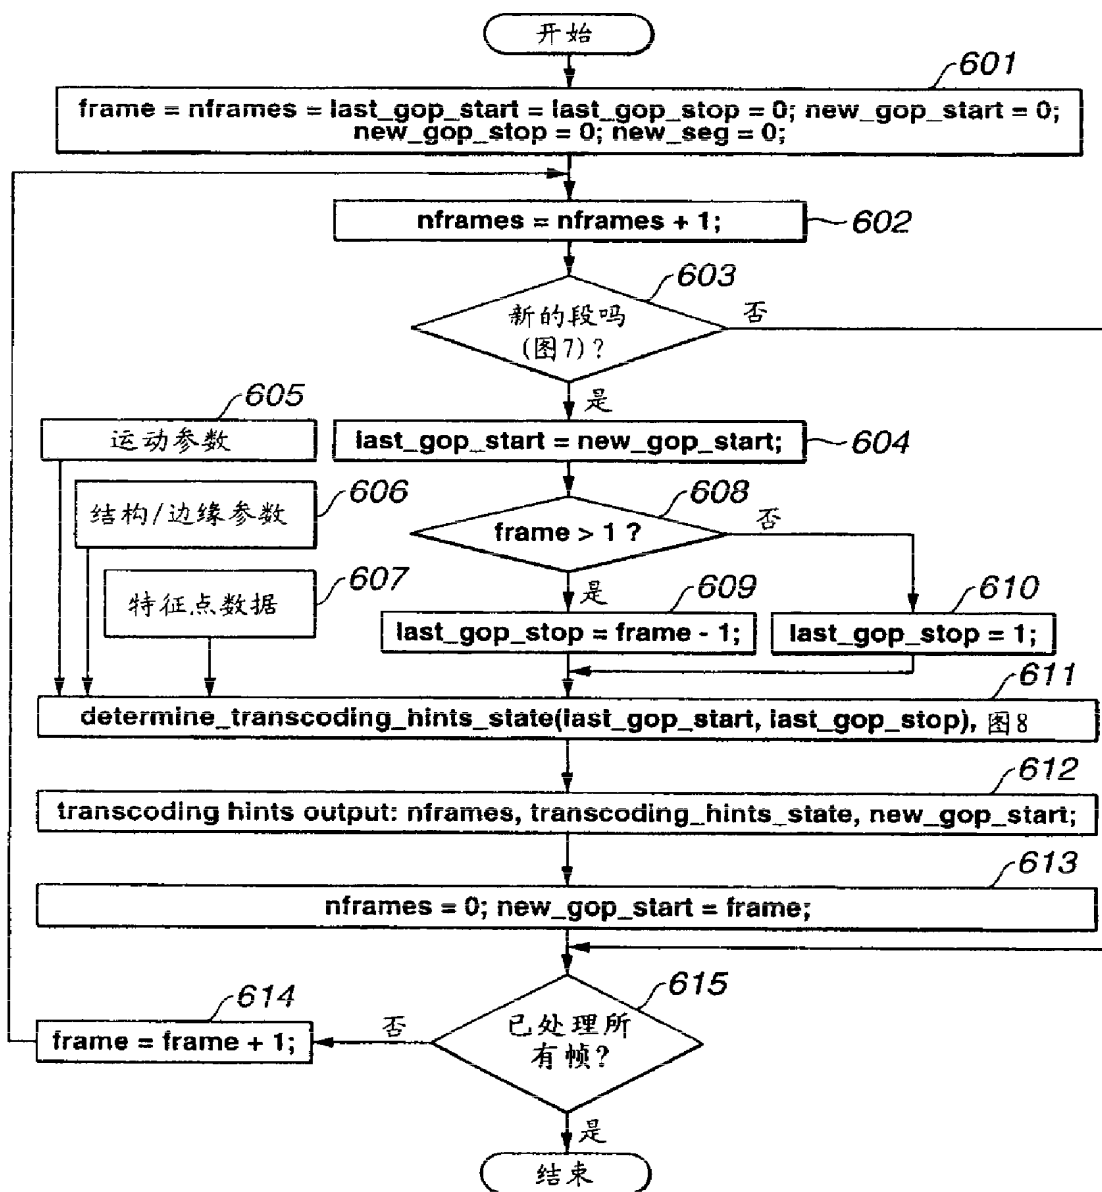 开始
601
frame = nframes = last_gop_start = last_gop_stop = 0; new_gop_start = 0;
new_gop_stop = 0; new_seg = 0;
nframes = nframes + 1;
602
603
新的段吗
(图7)?
否
是
605
运动参数
last_gop_start = new_gop_start;
604
606
结构/边缘参数
608
frame > 1 ?
否
607
特征点数据
是
609
last_gop_stop = frame - 1;
610
last_gop_stop = 1;
611
determine_transcoding_hints_state(last_gop_start, last_gop_stop), 图8
612
transcoding hints output: nframes, transcoding_hints_state, new_gop_start;
613
nframes = 0; new_gop_start = frame;
614
frame = frame + 1;
否
615
已处理所
有帧?
是
结束